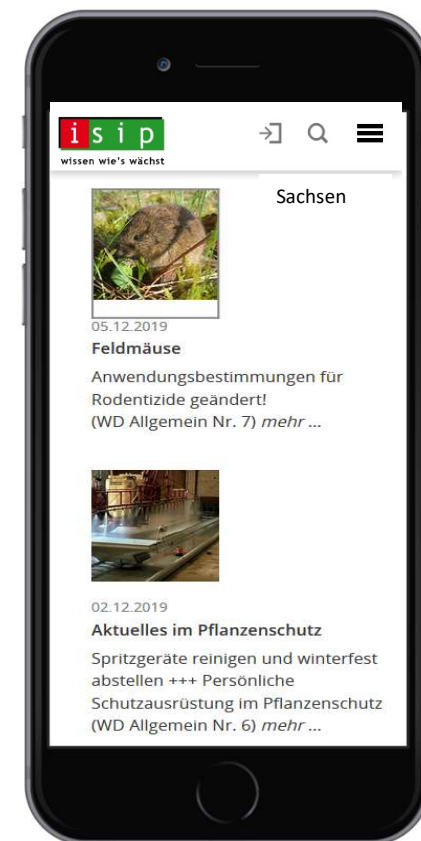 isip
wissen wie's wächst
Sachsen
05.12.2019
Feldmäuse
Anwendungsbestimmungen für
Rodentizide geändert!
(WD Allgemein Nr. 7) mehr ...
02.12.2019
Aktuelles im Pflanzenschutz
Spritzgeräte reinigen und winterfest
abstellen +++ Persönliche
Schutzausrüstung im Pflanzenschutz
(WD Allgemein Nr. 6) mehr ...